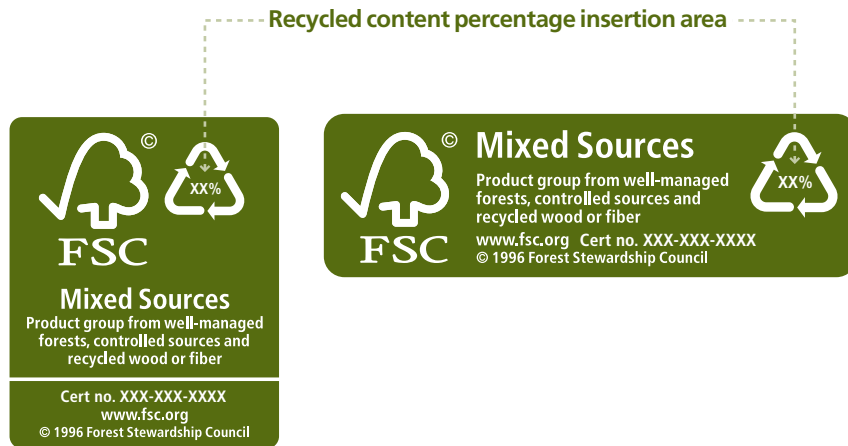 Recycled content percentage insertion area
©
XX%
FSC
Mixed Sources
Product group from well-managed
forests, controlled sources and
recycled wood or fiber
Cert no. XXX-XXX-XXXX
www.fsc.org
© 1996 Forest Stewardship Council
©
FSC
Mixed Sources
Product group from well-managed
forests, controlled sources and
recycled wood or fiber
www.fsc.org Cert no. XXX-XXX-XXXX
© 1996 Forest Stewardship Council
XX%